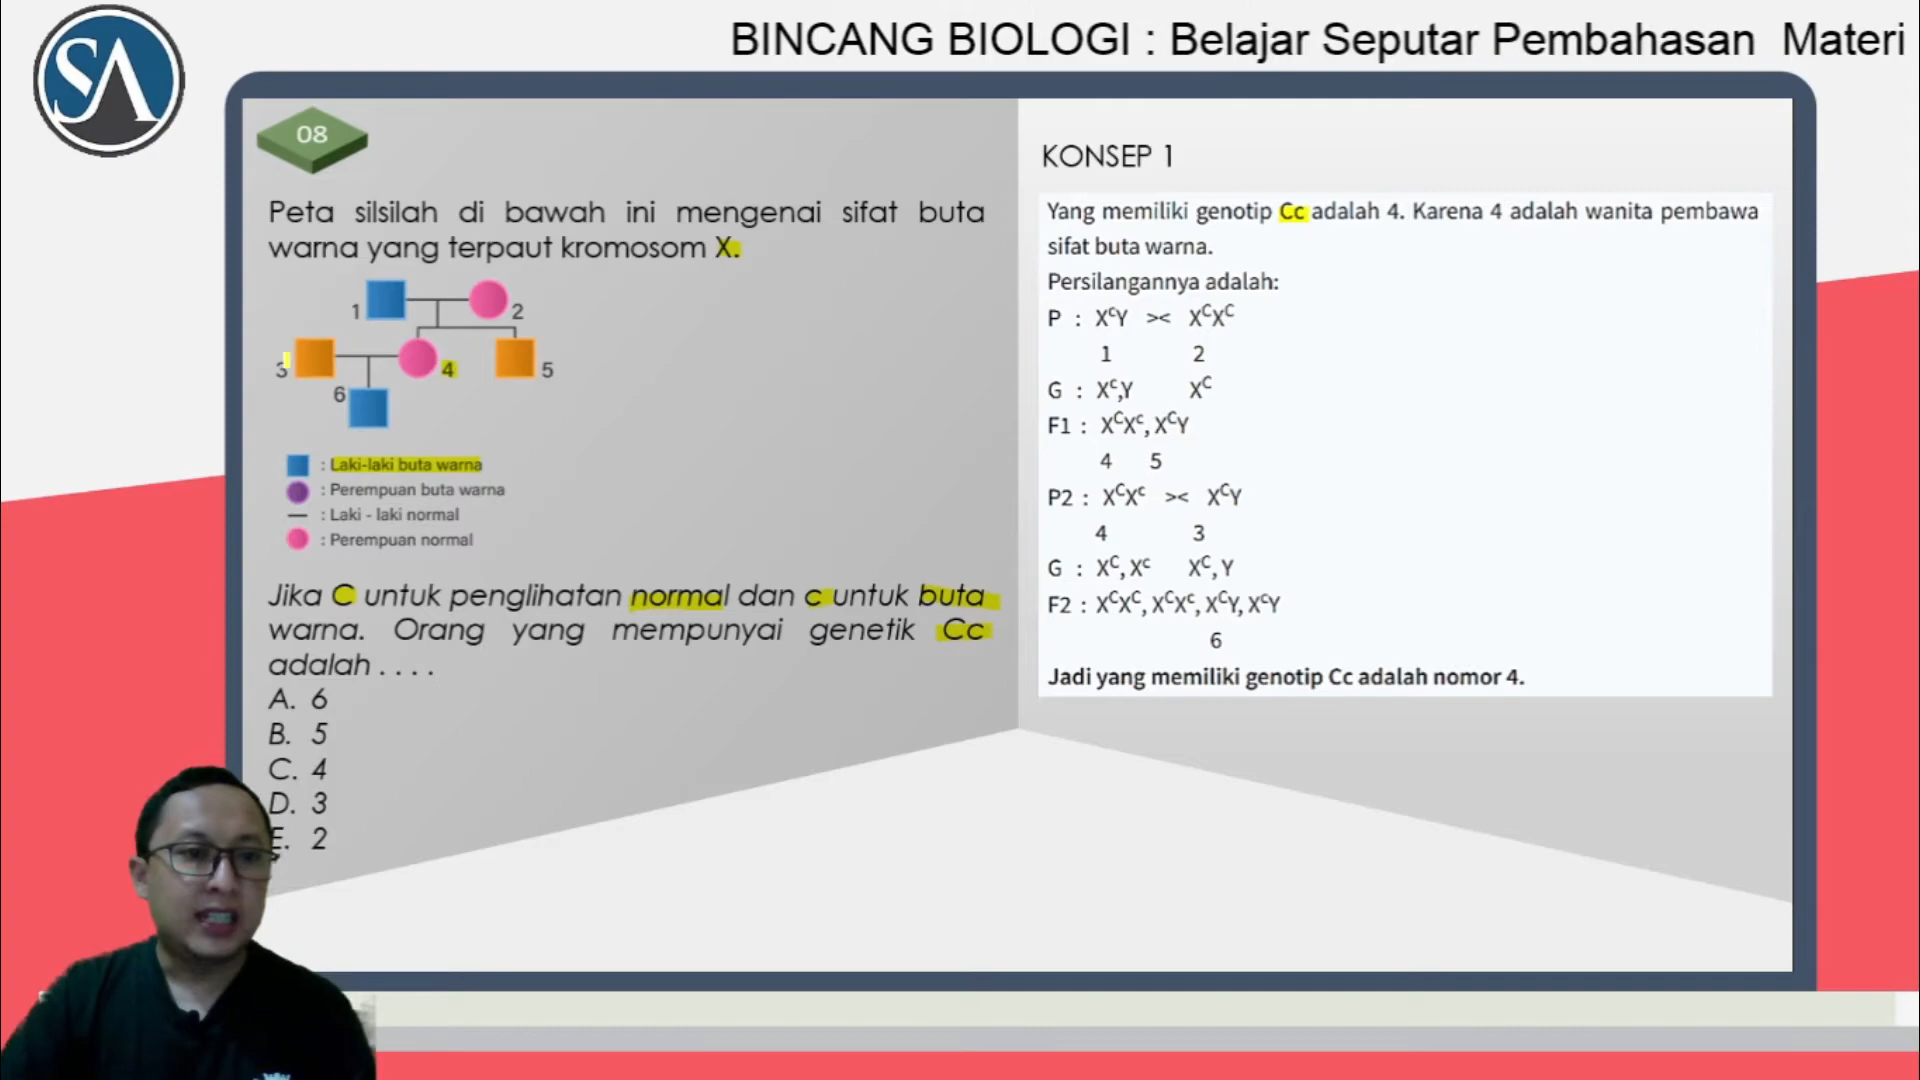 SA
BINCANG BIOLOGI : Belajar Seputar Pembahasan Materi
08
Peta silsilah di bawah ini mengenai sifat buta
warna yang terpaut kromosom X.
1
2
3
4
5
6
: Laki-laki buta warna
: Perempuan buta warna
: Laki - laki normal
: Perempuan normal
Jika C untuk penglihatan normal dan c untuk buta
warna. Orang yang mempunyai genetik Cc
adalah . . . .
A. 6
B. 5
C. 4
D. 3
E. 2
KONSEP 1
Yang memiliki genotip Cc adalah 4. Karena 4 adalah wanita pembawa
sifat buta warna.
Persilangannya adalah:
P : XᶜY >< XᶜXᶜ
1 2
G : Xᶜ,Y Xᶜ
F1 : XᶜXᶜ, XᶜY
4 5
P2 : XᶜXᶜ >< XᶜY
4 3
G : Xᶜ, Xᶜ Xᶜ, Y
F2 : XᶜXᶜ, XᶜXᶜ, XᶜY, XᶜY
6
Jadi yang memiliki genotip Cc adalah nomor 4.